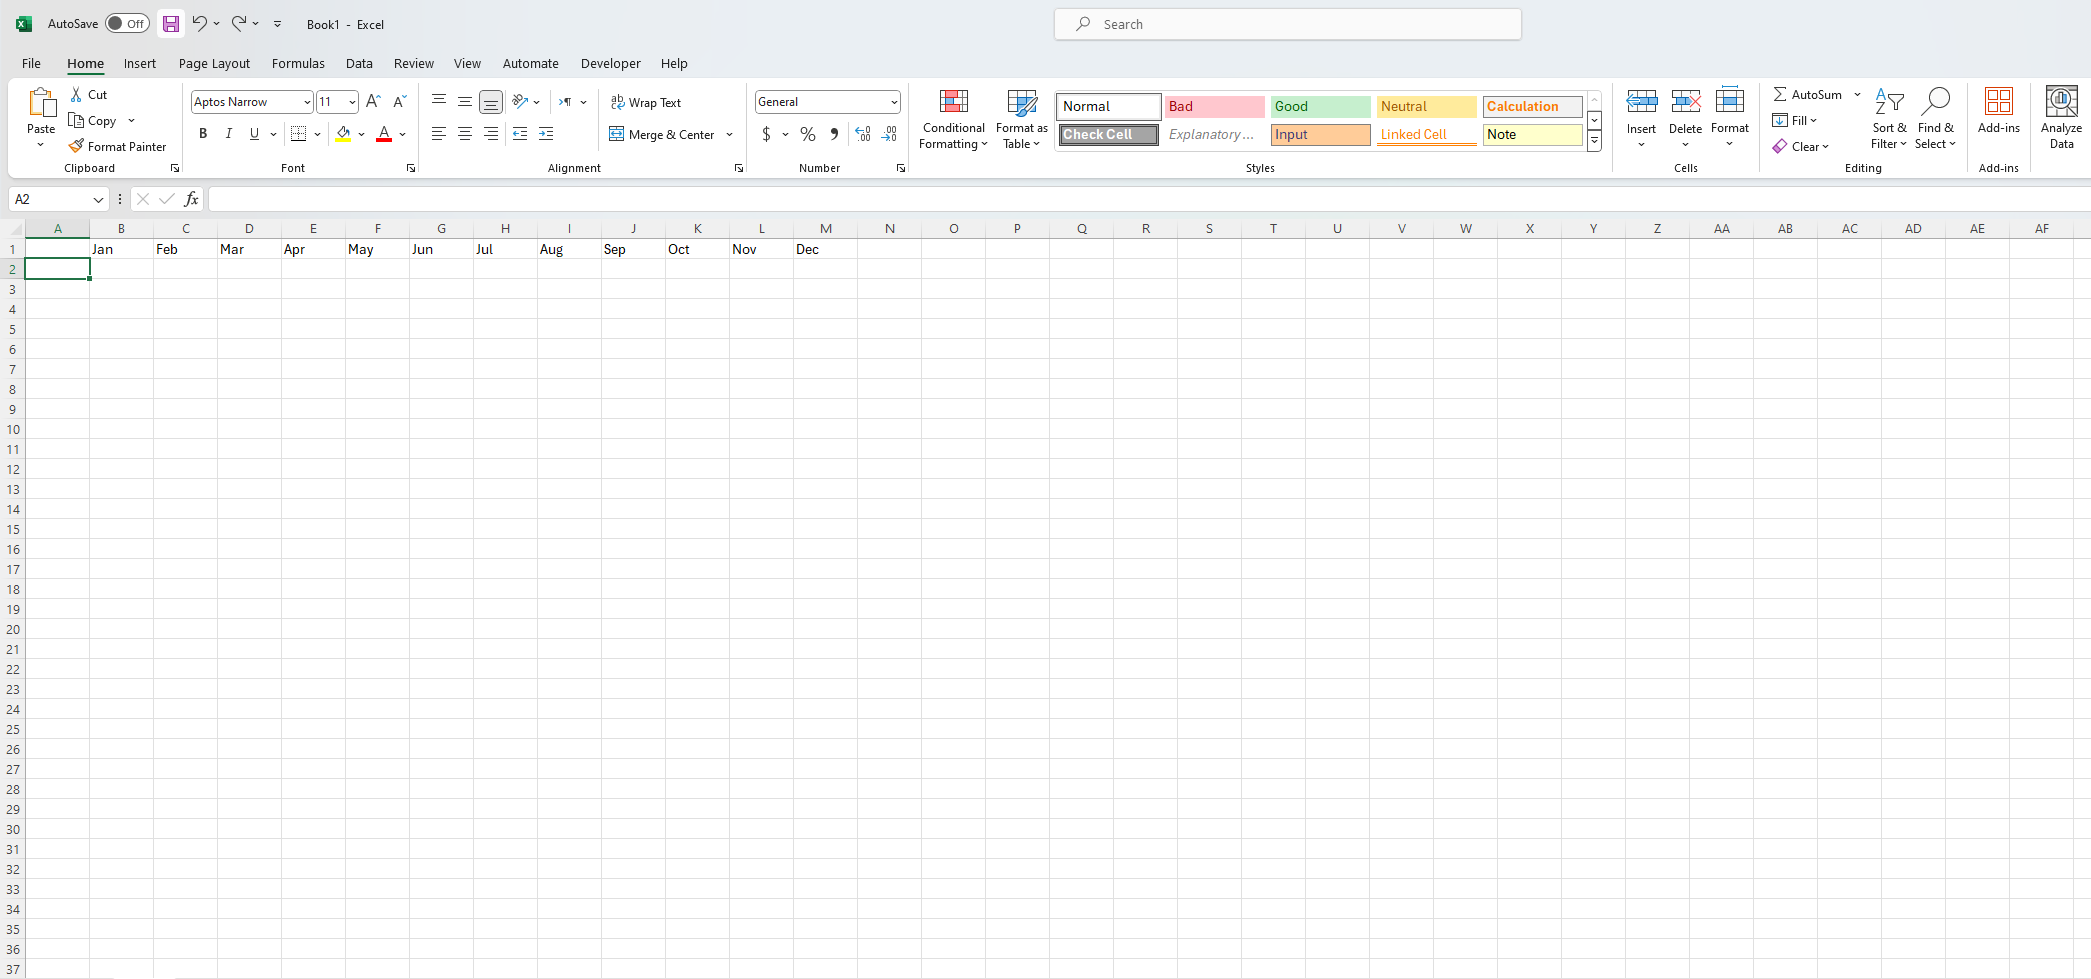 AutoSave Off Book1 - Excel Search
File Home Insert Page Layout Formulas Data Review View Automate Developer Help
Paste Cut Copy Format Painter Clipboard
Aptos Narrow 11 B I U A Font
Wrap Text Merge & Center Alignment
General $ % Number
Conditional Formatting Format as Table
Normal Bad Good Neutral Calculation
Check Cell Explanatory ... Input Linked Cell Note
Styles
Insert Delete Format Cells
AutoSum Fill Clear Sort & Filter Find & Select Editing
Add-ins Add-ins
Analyze Data
A2 fx
A B C D E F G H I J K L M N O P Q R S T U V W X Y Z AA AB AC AD AE AF
1 Jan Feb Mar Apr May Jun Jul Aug Sep Oct Nov Dec
2
3
4
5
6
7
8
9
10
11
12
13
14
15
16
17
18
19
20
21
22
23
24
25
26
27
28
29
30
31
32
33
34
35
36
37